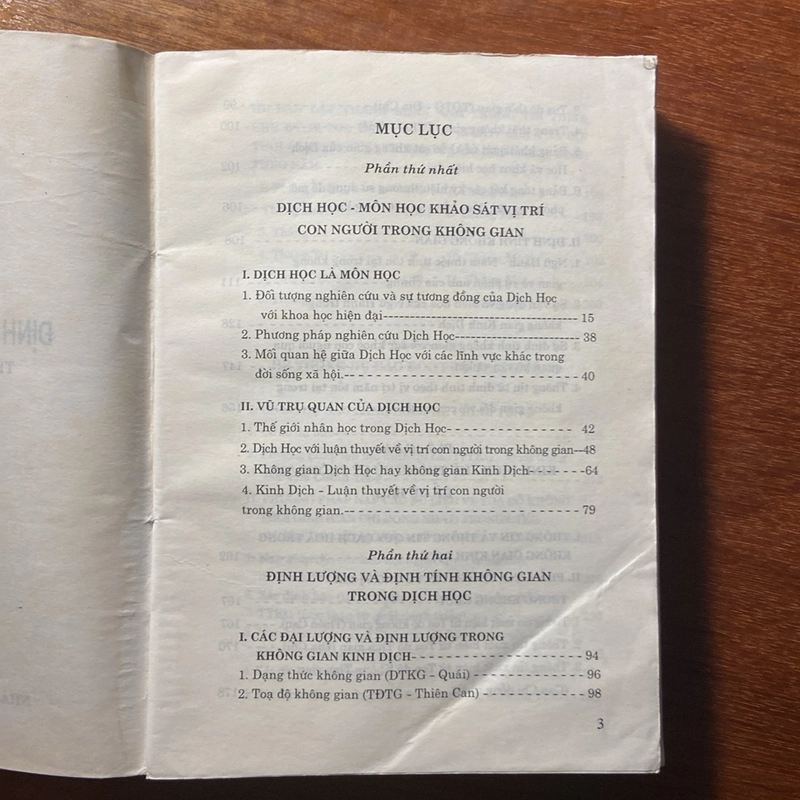 MỤC LỤC
Phần thứ nhất
DỊCH HỌC - MÔN HỌC KHẢO SÁT VỊ TRÍ
CON NGƯỜI TRONG KHÔNG GIAN
I. DỊCH HỌC LÀ MÔN HỌC
1. Đối tượng nghiên cứu và sự tương đồng của Dịch Học
với khoa học hiện đại---15
2. Phương pháp nghiên cứu Dịch Học---38
3. Mối quan hệ giữa Dịch Học với các lĩnh vực khác trong
đời sống xã hội.---40
II. VŨ TRỤ QUAN CỦA DỊCH HỌC
1. Thế giới nhân học trong Dịch Học---42
2. Dịch Học với luận thuyết về vị trí con người trong không gian--48
3. Không gian Dịch Học hay không gian Kinh Dịch---64
4. Kinh Dịch - Luận thuyết về vị trí con người
trong không gian.---79
Phần thứ hai
ĐỊNH LƯỢNG VÀ ĐỊNH TÍNH KHÔNG GIAN
TRONG DỊCH HỌC
I. CÁC ĐẠI LƯỢNG VÀ ĐỊNH LƯỢNG TRONG
KHÔNG GIAN KINH DỊCH---94
1. Dạng thức không gian (DTKG - Quái)---96
2. Toạ độ không gian (TĐTG - Thiên Can)---98
3